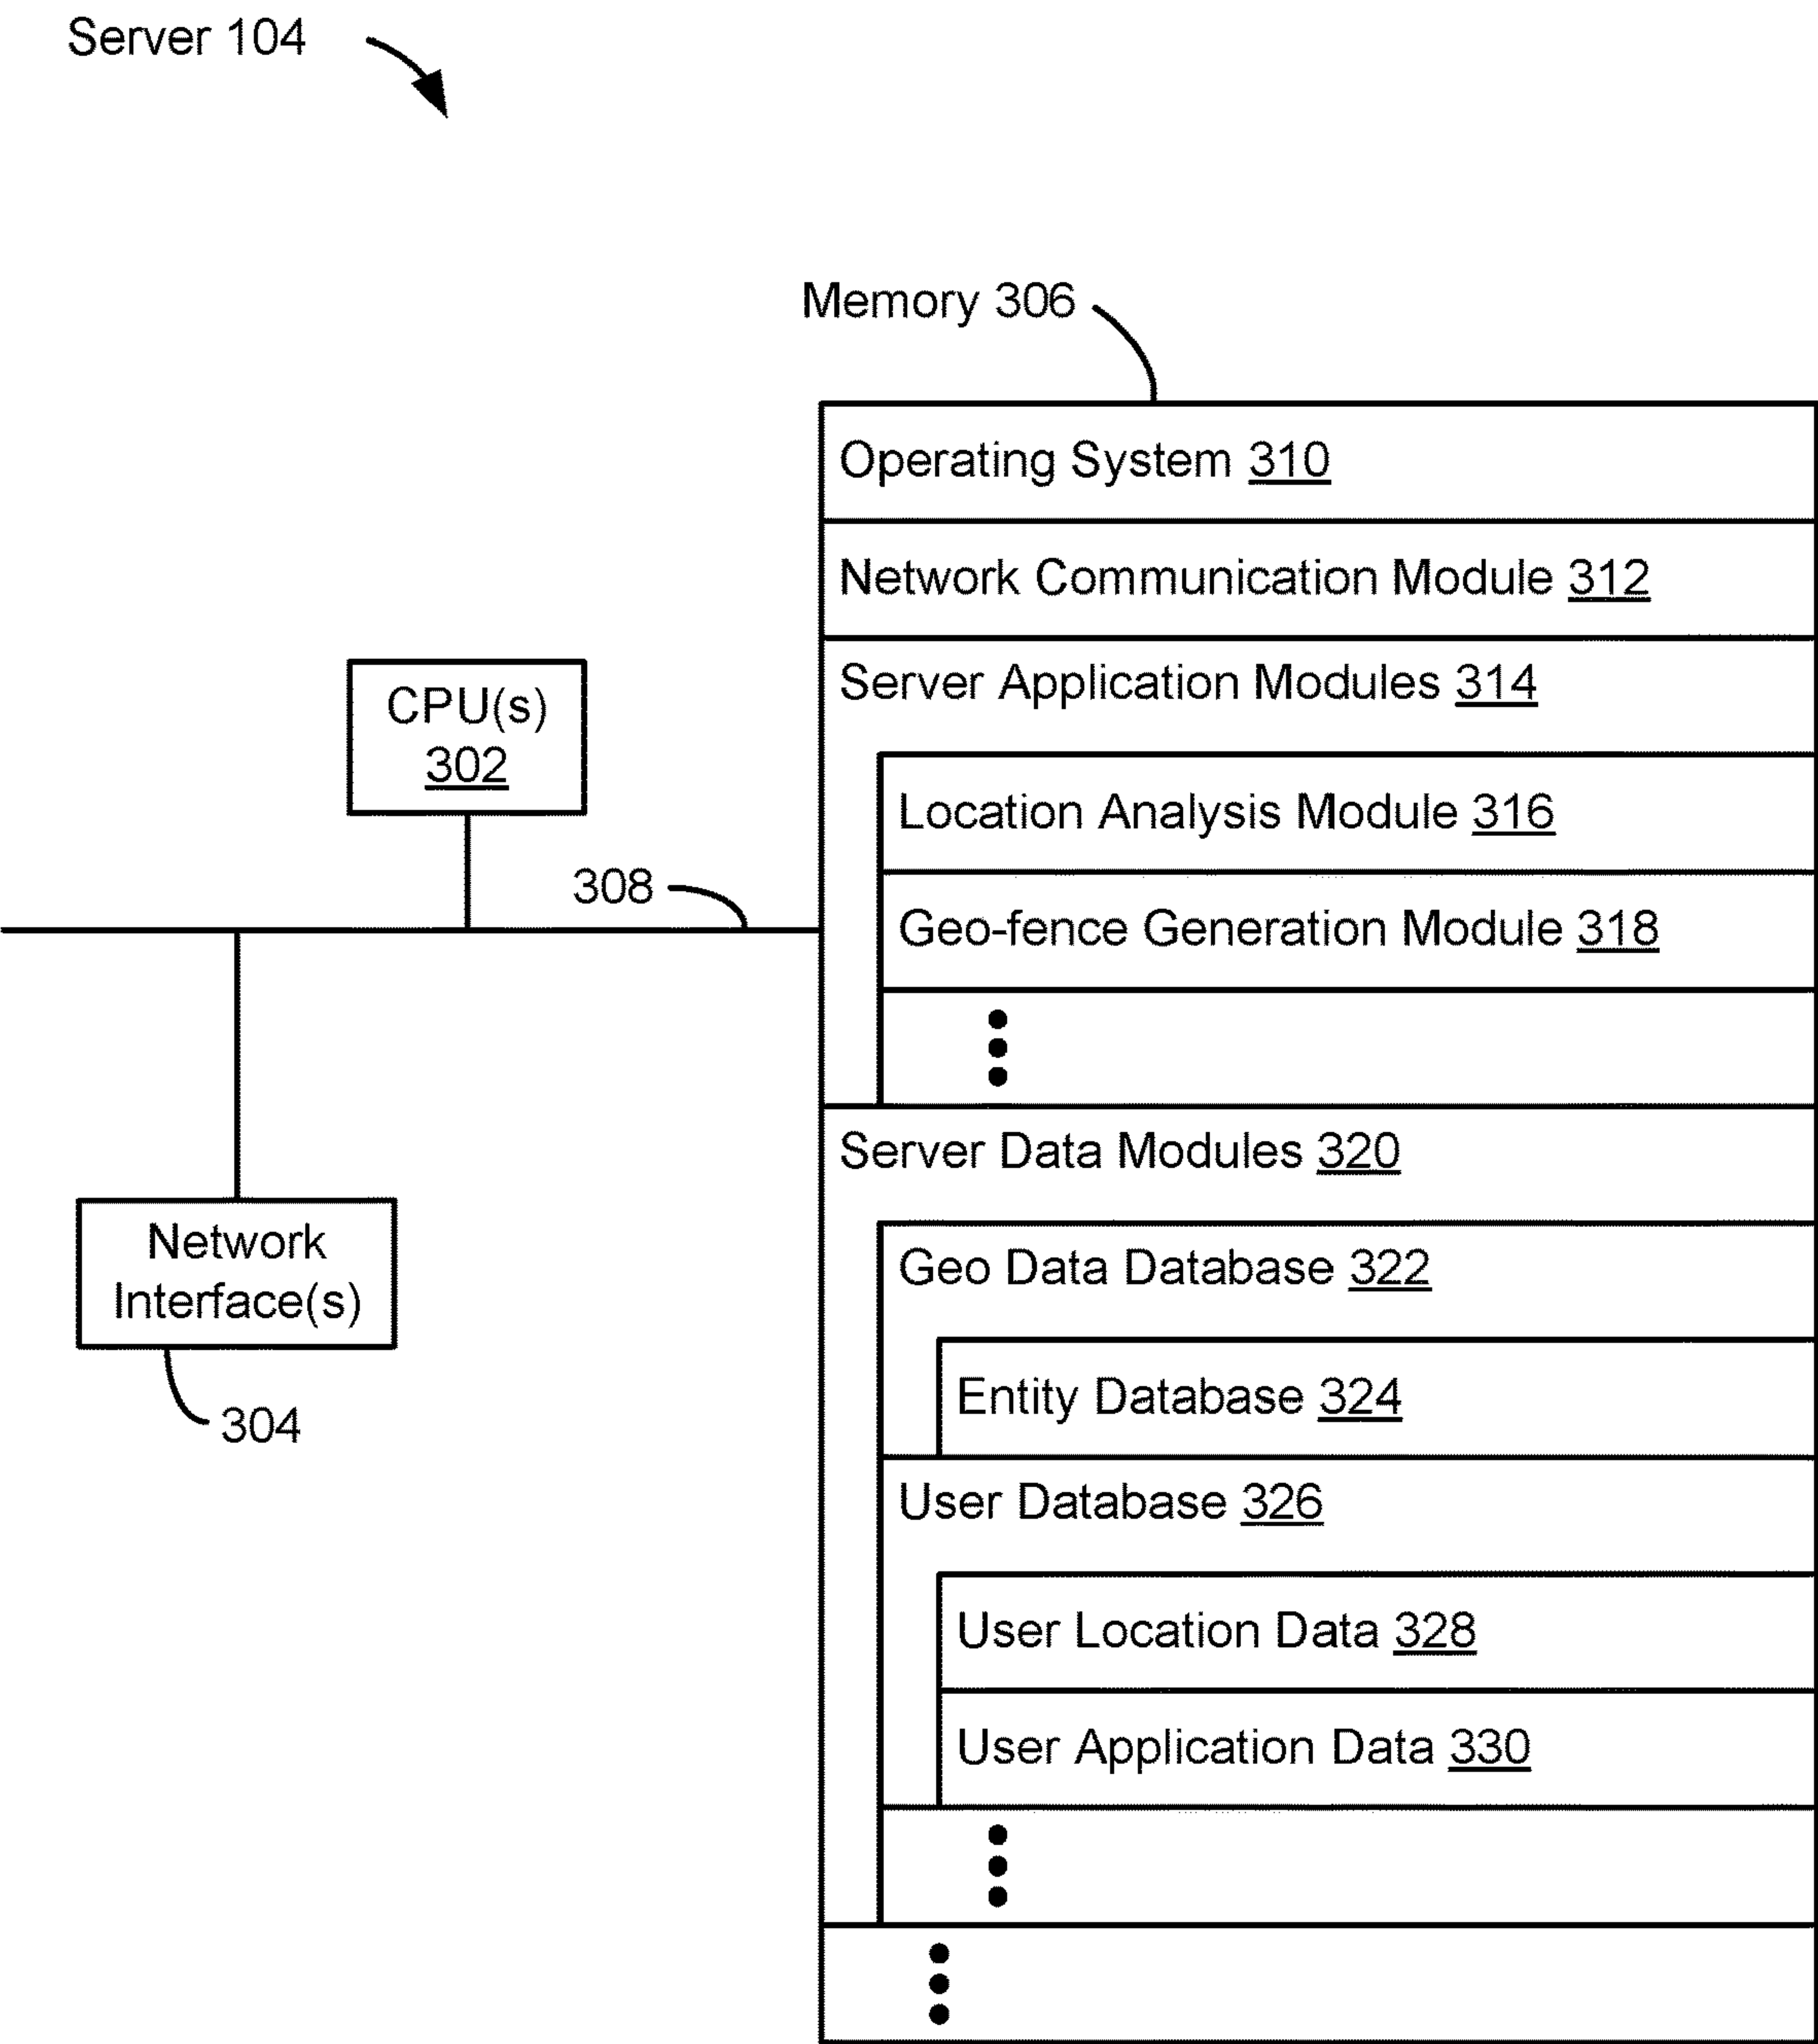 Server 104
Memory 306
Operating System 310
Network Communication Module 312
Server Application Modules 314
CPU(s)
302
Location Analysis Module 316
308
Geo-fence Generation Module 318
Server Data Modules 320
Network
Interface(s)
304
Geo Data Database 322
Entity Database 324
User Database 326
User Location Data 328
User Application Data 330